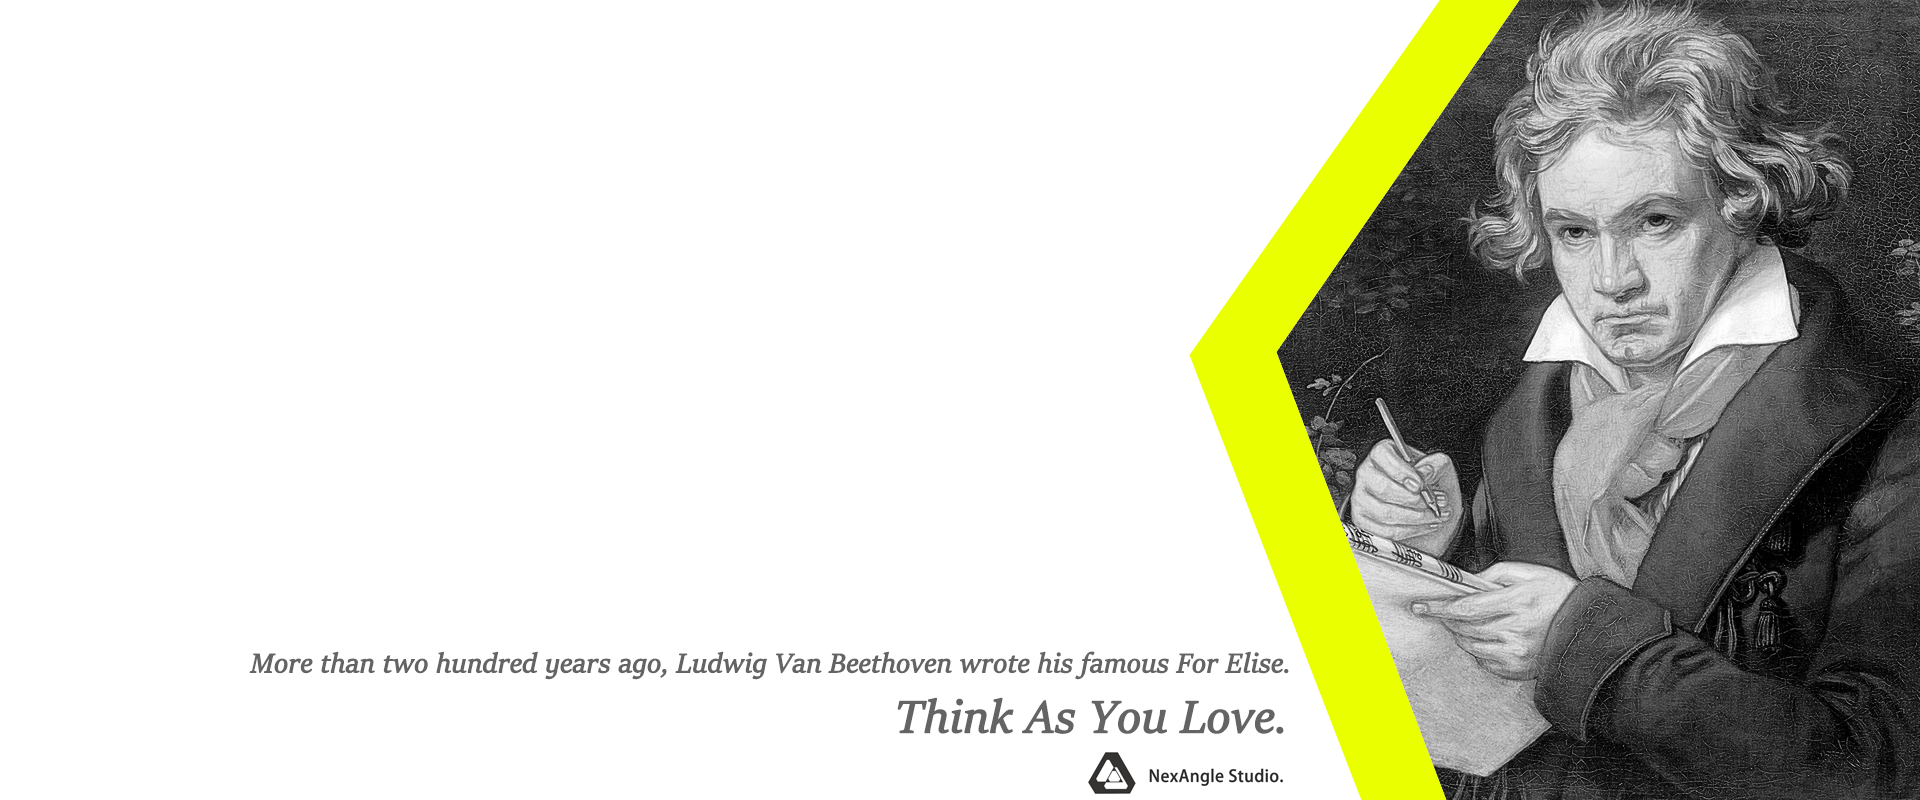 More than two hundred years ago, Ludwig Van Beethoven wrote his famous For Elise.
Think As You Love.
NexAngle Studio.